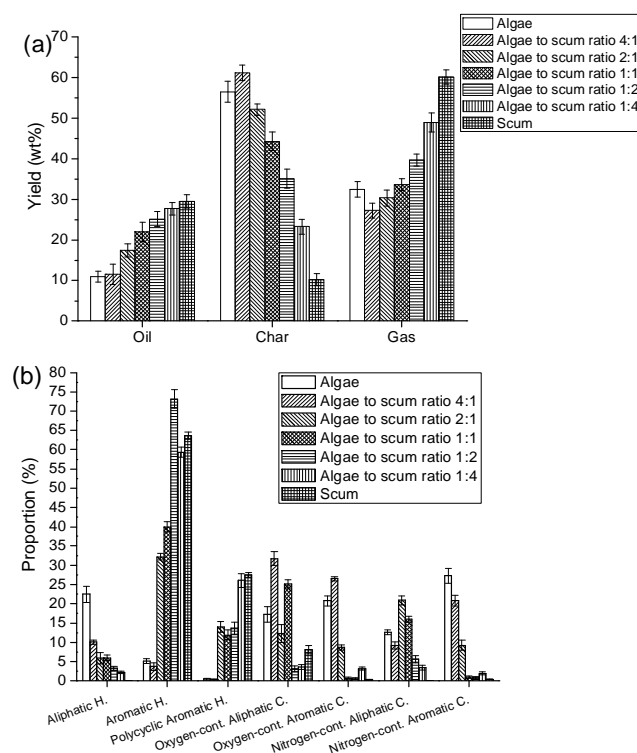 (a)
Algae
Algae to scum ratio 4:1
Algae to scum ratio 2:1
Algae to scum ratio 1:1
Algae to scum ratio 1:2
Algae to scum ratio 1:4
Scum
70
60
50
40
30
20
10
0
Yield (wt%)
Oil Char Gas
(b)
Algae
Algae to scum ratio 4:1
Algae to scum ratio 2:1
Algae to scum ratio 1:1
Algae to scum ratio 1:2
Algae to scum ratio 1:4
Scum
80
75
70
65
60
55
50
45
40
35
30
25
20
15
10
5
0
Proportion (%)
Aliphatic H.
Aromatic H.
Polycyclic Aromatic H.
Oxygen-cont. Aliphatic C.
Oxygen-cont. Aromatic C.
Nitrogen-cont. Aliphatic C.
Nitrogen-cont. Aromatic C.